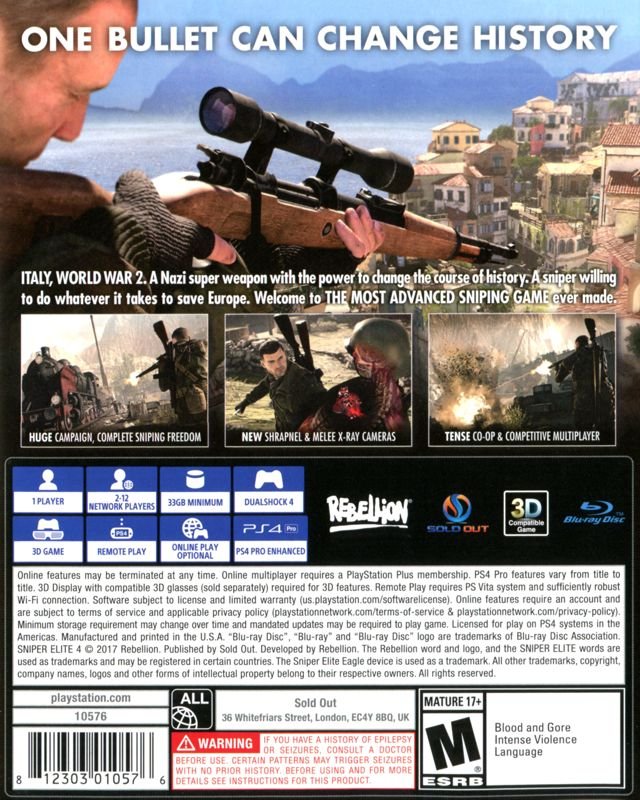 ONE BULLET CAN CHANGE HISTORY
ITALY, WORLD WAR 2. A Nazi super weapon with the power to change the course of history. A sniper willing
to do whatever it takes to save Europe. Welcome to THE MOST ADVANCED SNIPING GAME ever made.
HUGE CAMPAIGN, COMPLETE SNIPING FREEDOM
NEW SHRAPNEL & MELEE X-RAY CAMERAS
TENSE CO-OP & COMPETITIVE MULTIPLAYER
1 PLAYER
2-12
NETWORK PLAYERS
33GB MINIMUM
DUALSHOCK 4
3D GAME
PS4
REMOTE PLAY
ONLINE PLAY
OPTIONAL
PS4 Pro
PS4 PRO ENHANCED
REBELLION
SOLD OUT
3D
Compatible
Game
Blu-ray Disc™
Online features may be terminated at any time. Online multiplayer requires a PlayStation Plus membership. PS4 Pro features vary from title to
title. 3D Display with compatible 3D glasses (sold separately) required for 3D features. Remote Play requires PS Vita system and sufficiently robust
Wi-Fi connection. Software subject to license and limited warranty (us.playstation.com/softwarelicense). Online features require an account and
are subject to terms of service and applicable privacy policy (playstationnetwork.com/terms-of-service & playstationnetwork.com/privacy-policy).
Minimum storage requirement may change over time and mandated updates may be required to play game. Licensed for play on PS4 systems in the
Americas. Manufactured and printed in the U.S.A. "Blu-ray Disc", "Blu-ray" and "Blu-ray Disc" logo are trademarks of Blu-ray Disc Association.
SNIPER ELITE 4 © 2017 Rebellion. Published by Sold Out. Developed by Rebellion. The Rebellion word and logo, and the SNIPER ELITE words are
used as trademarks and may be registered in certain countries. The Sniper Elite Eagle device is used as a trademark. All other trademarks, copyright,
company names, logos and other forms of intellectual property belong to their respective owners. All rights reserved.
playstation.com
10576
8 12303 01057 6
ALL
Sold Out
36 Whitefriars Street, London, EC4Y 8BQ, UK
WARNING IF YOU HAVE A HISTORY OF EPILEPSY
OR SEIZURES, CONSULT A DOCTOR
BEFORE USE. CERTAIN PATTERNS MAY TRIGGER SEIZURES
WITH NO PRIOR HISTORY. BEFORE USING AND FOR MORE
DETAILS SEE INSTRUCTIONS FOR THIS PRODUCT.
MATURE 17+
M
ESRB
Blood and Gore
Intense Violence
Language